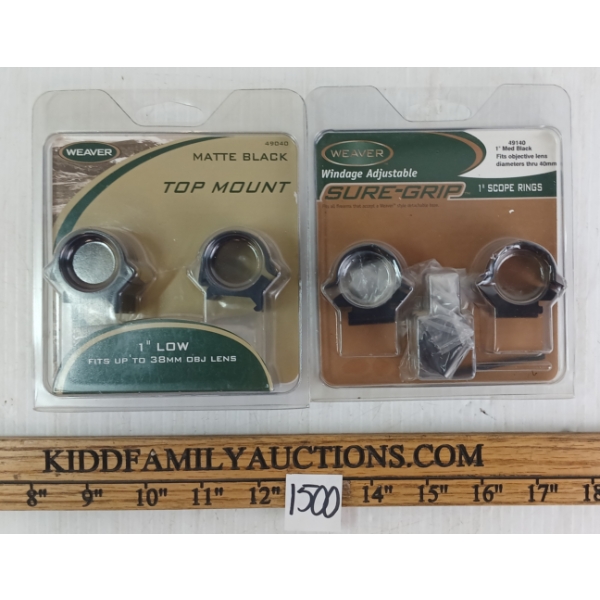 WEAVER
49040
MATTE BLACK
TOP MOUNT
1" LOW
FITS UP TO 38MM OBJ LENS
WEAVER
Windage Adjustable
SURE-GRIP
1" SCOPE RINGS
49140
1" Med Black
Fits objective lens
diameters thru 40mm
KIDDFAMILYAUCTIONS.COM
8" 9" 10" 11" 12" 1500 14" 15" 16" 17" 18